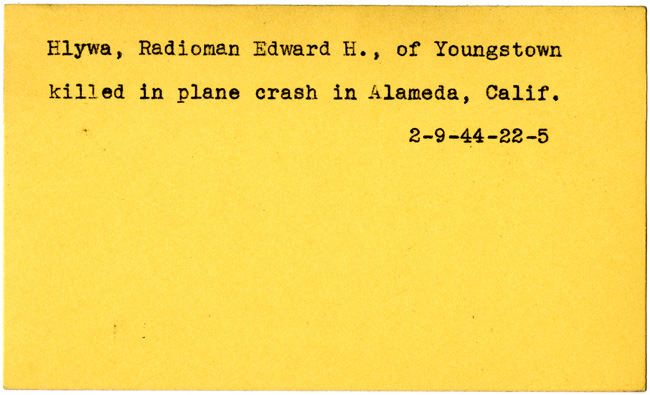 Hlywa, Radioman Edward H., of Youngstown
killed in plane crash in Alameda, Calif.
2-9-44-22-5